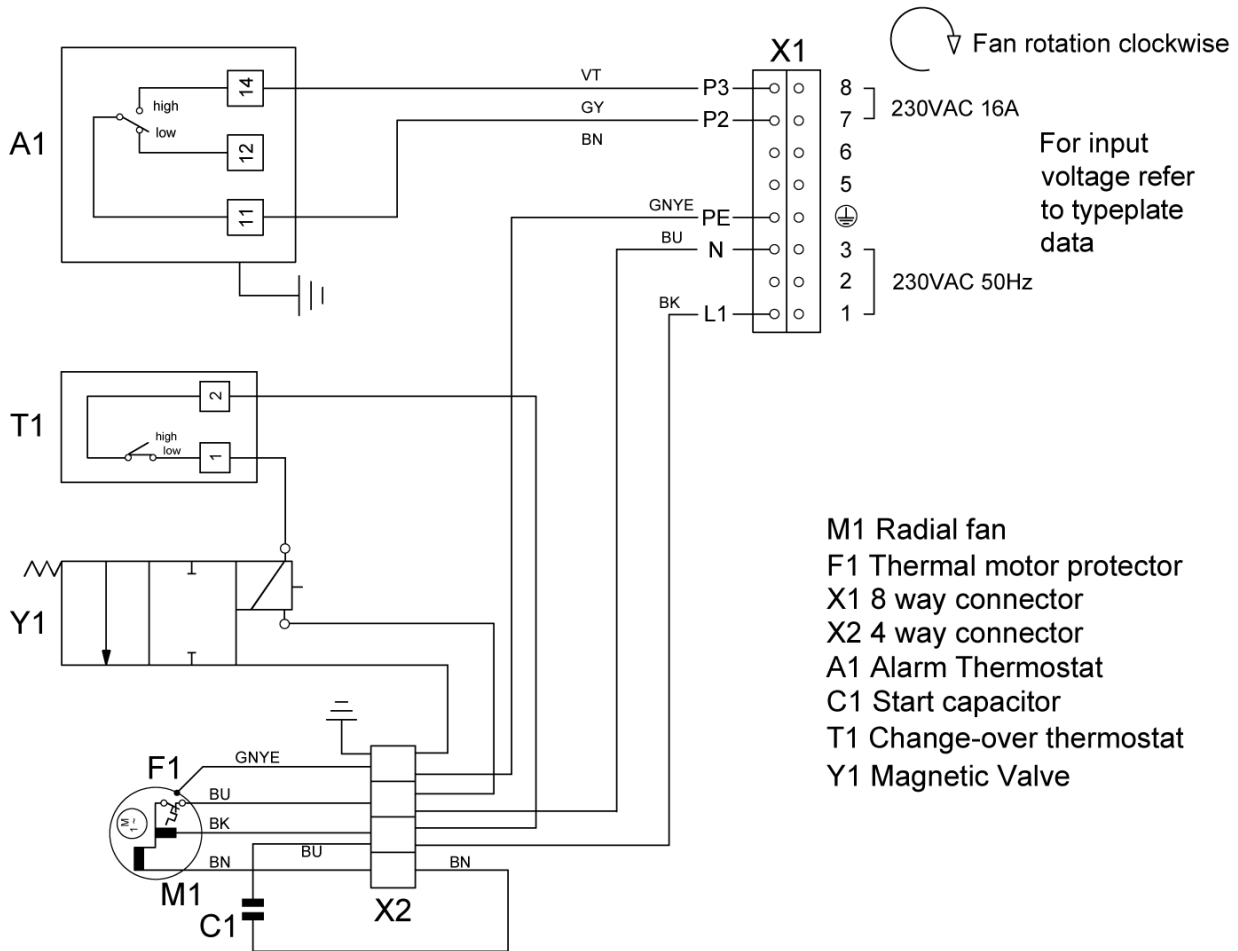 Fan rotation clockwise
X1
VT
P3
8
14
high
230VAC 16A
GY
P2
7
low
BN
A1
12
6
For input
voltage refer
to typeplate
data
5
GNYE
PE
11
BU
N
3
2
230VAC 50Hz
BK
L1
1
T1
2
high
low
1
Y1
M1 Radial fan
F1 Thermal motor protector
X1 8 way connector
X2 4 way connector
A1 Alarm Thermostat
C1 Start capacitor
T1 Change-over thermostat
Y1 Magnetic Valve
F1
GNYE
BU
M
1~
BK
BU
BN
BN
M1
C1
X2